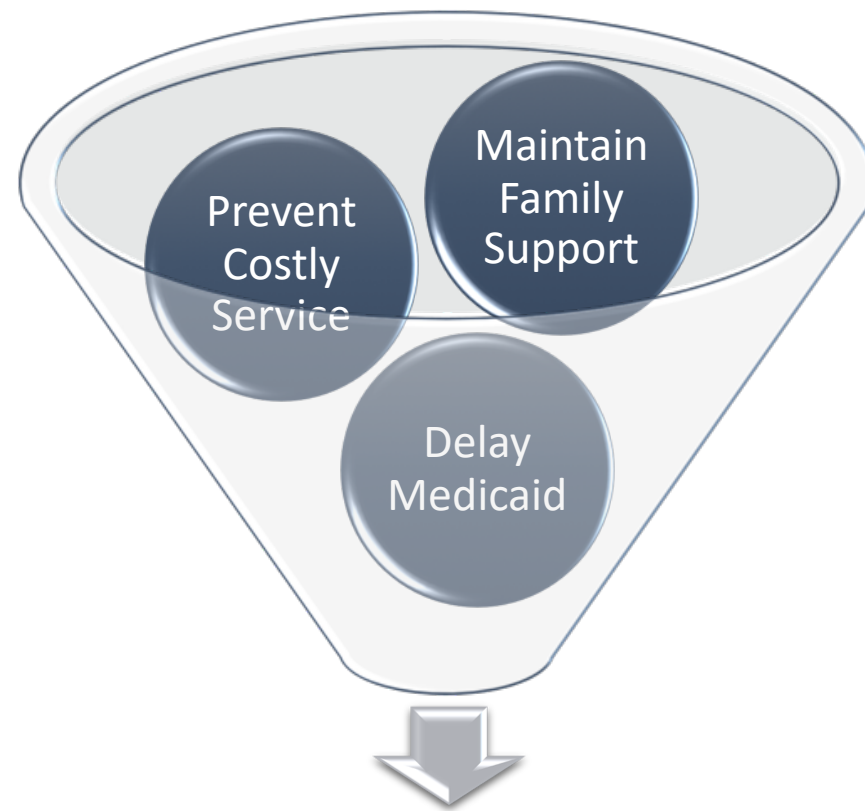 Prevent
Costly
Service
Maintain
Family
Support
Delay
Medicaid